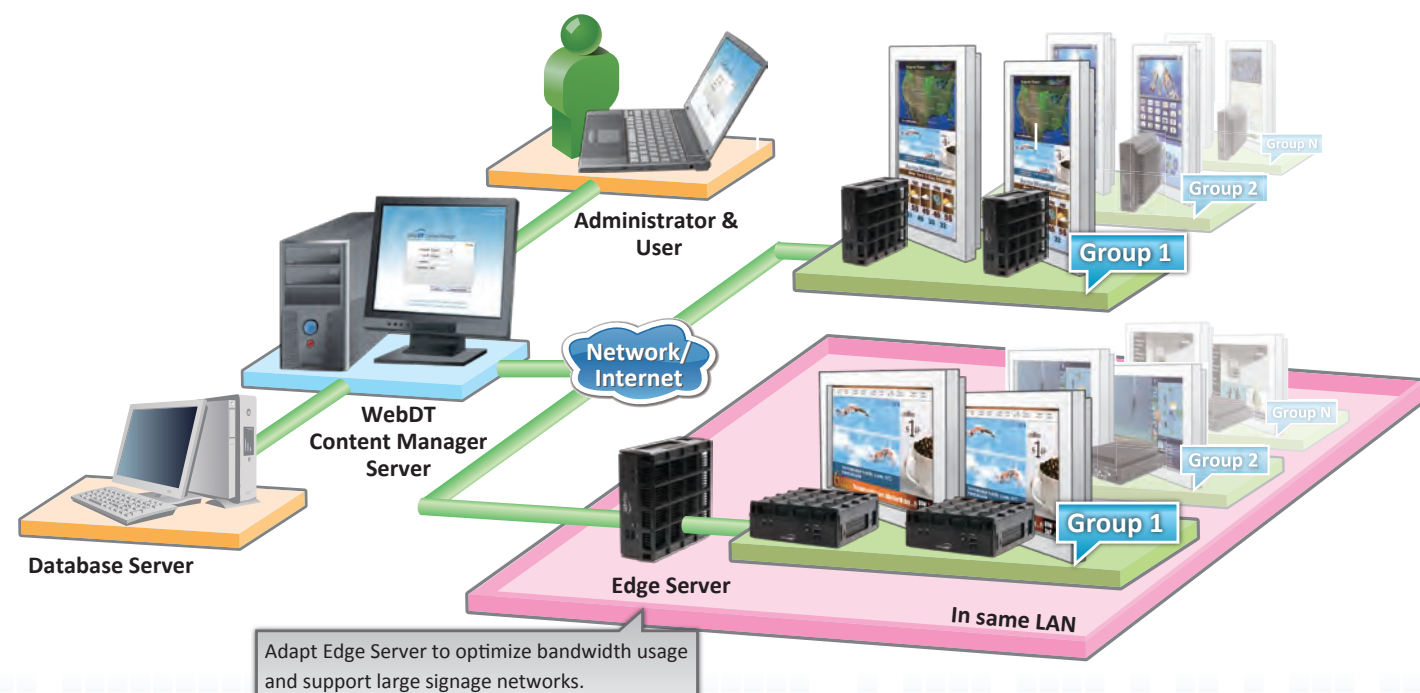 Administrator &
User
Group N
Group 2
Group 1
Network/
Internet
WebDT
Content Manager
Server
Database Server
Group N
Group 2
Group 1
Edge Server
In same LAN
Adapt Edge Server to optimize bandwidth usage
and support large signage networks.